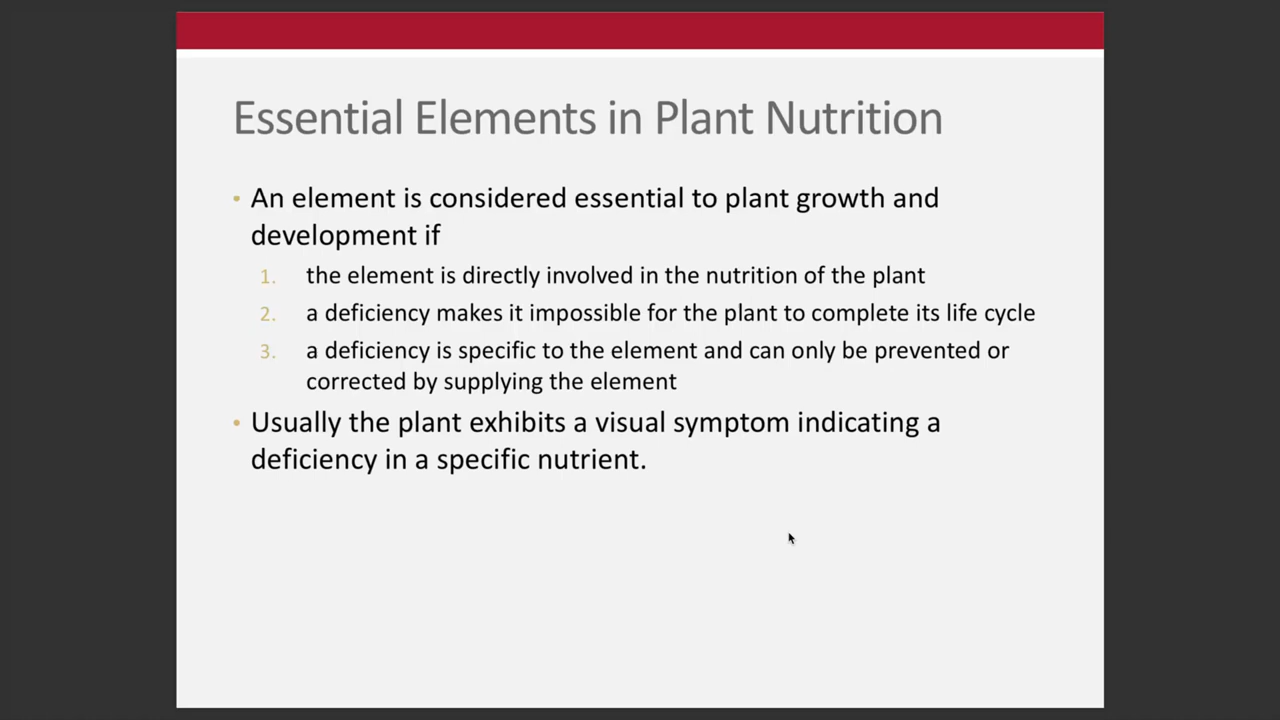 Essential Elements in Plant Nutrition
• An element is considered essential to plant growth and
development if
1. the element is directly involved in the nutrition of the plant
2. a deficiency makes it impossible for the plant to complete its life cycle
3. a deficiency is specific to the element and can only be prevented or
corrected by supplying the element
• Usually the plant exhibits a visual symptom indicating a
deficiency in a specific nutrient.